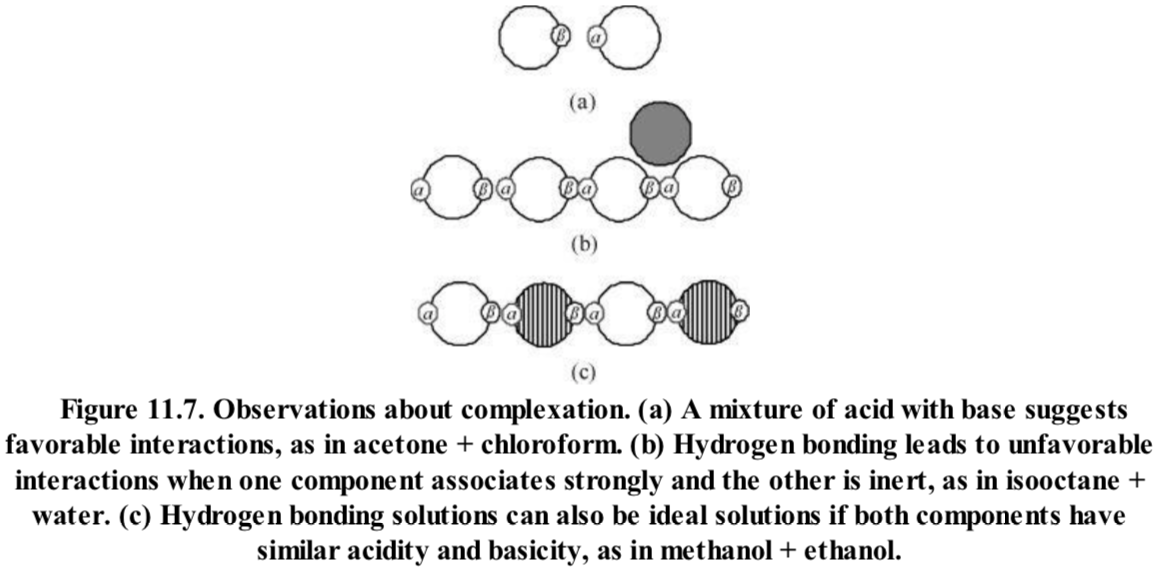 β α
(a)
α β α β α β α β
(b)
α β α β α β α β
(c)
Figure 11.7. Observations about complexation. (a) A mixture of acid with base suggests
favorable interactions, as in acetone + chloroform. (b) Hydrogen bonding leads to unfavorable
interactions when one component associates strongly and the other is inert, as in isooctane +
water. (c) Hydrogen bonding solutions can also be ideal solutions if both components have
similar acidity and basicity, as in methanol + ethanol.